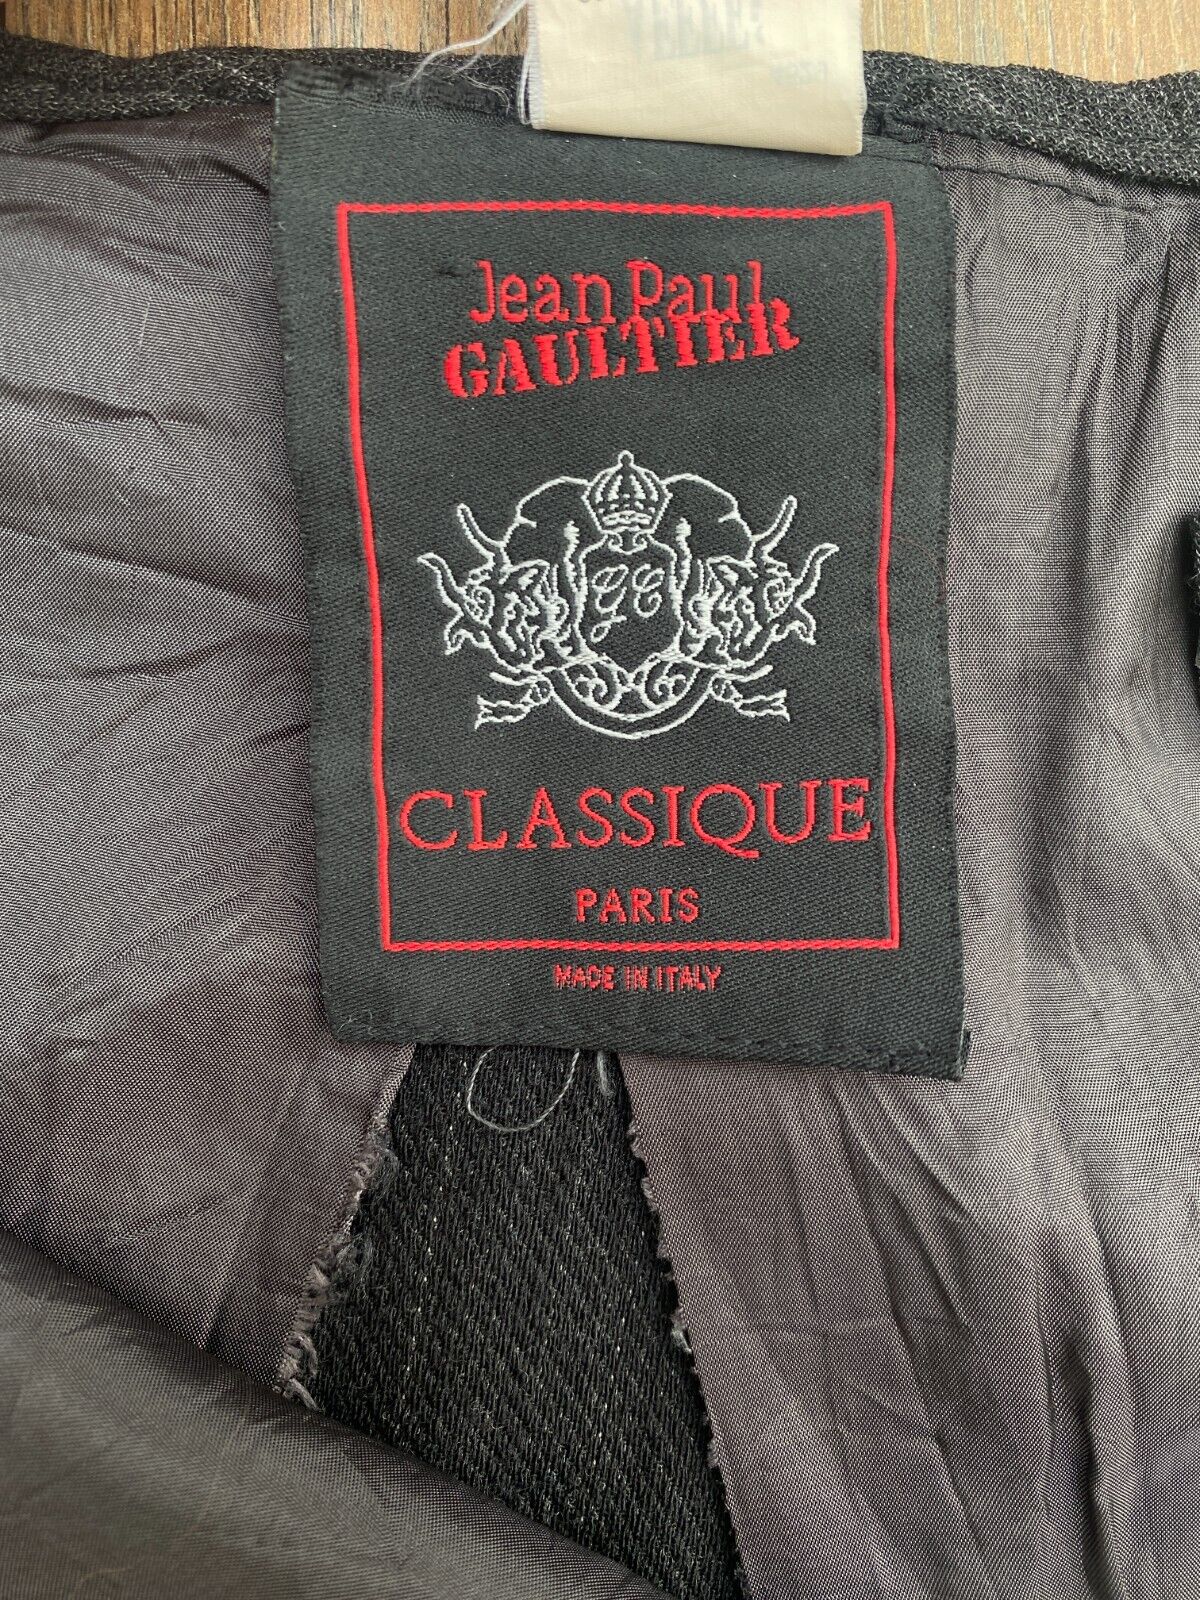 Jean Paul
GAULTIER
CLASSIQUE
PARIS
MADE IN ITALY